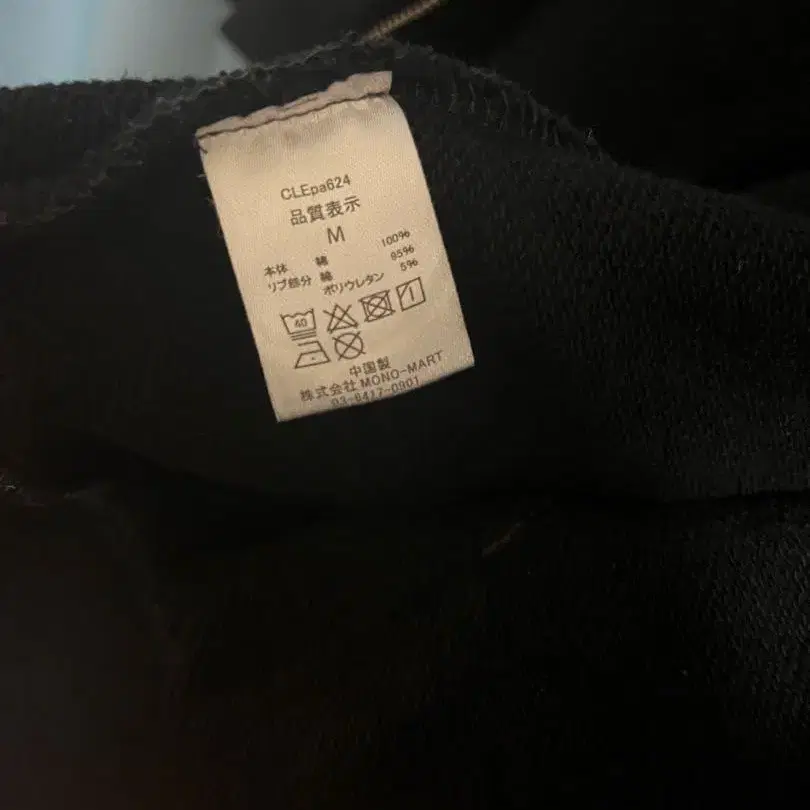 CLEpa624
品質表示
M
本体 綿 100%
リブ部分 綿 95%
ポリウレタン 5%
40
中国製
株式会社 MONO-MART
03-6417-0901